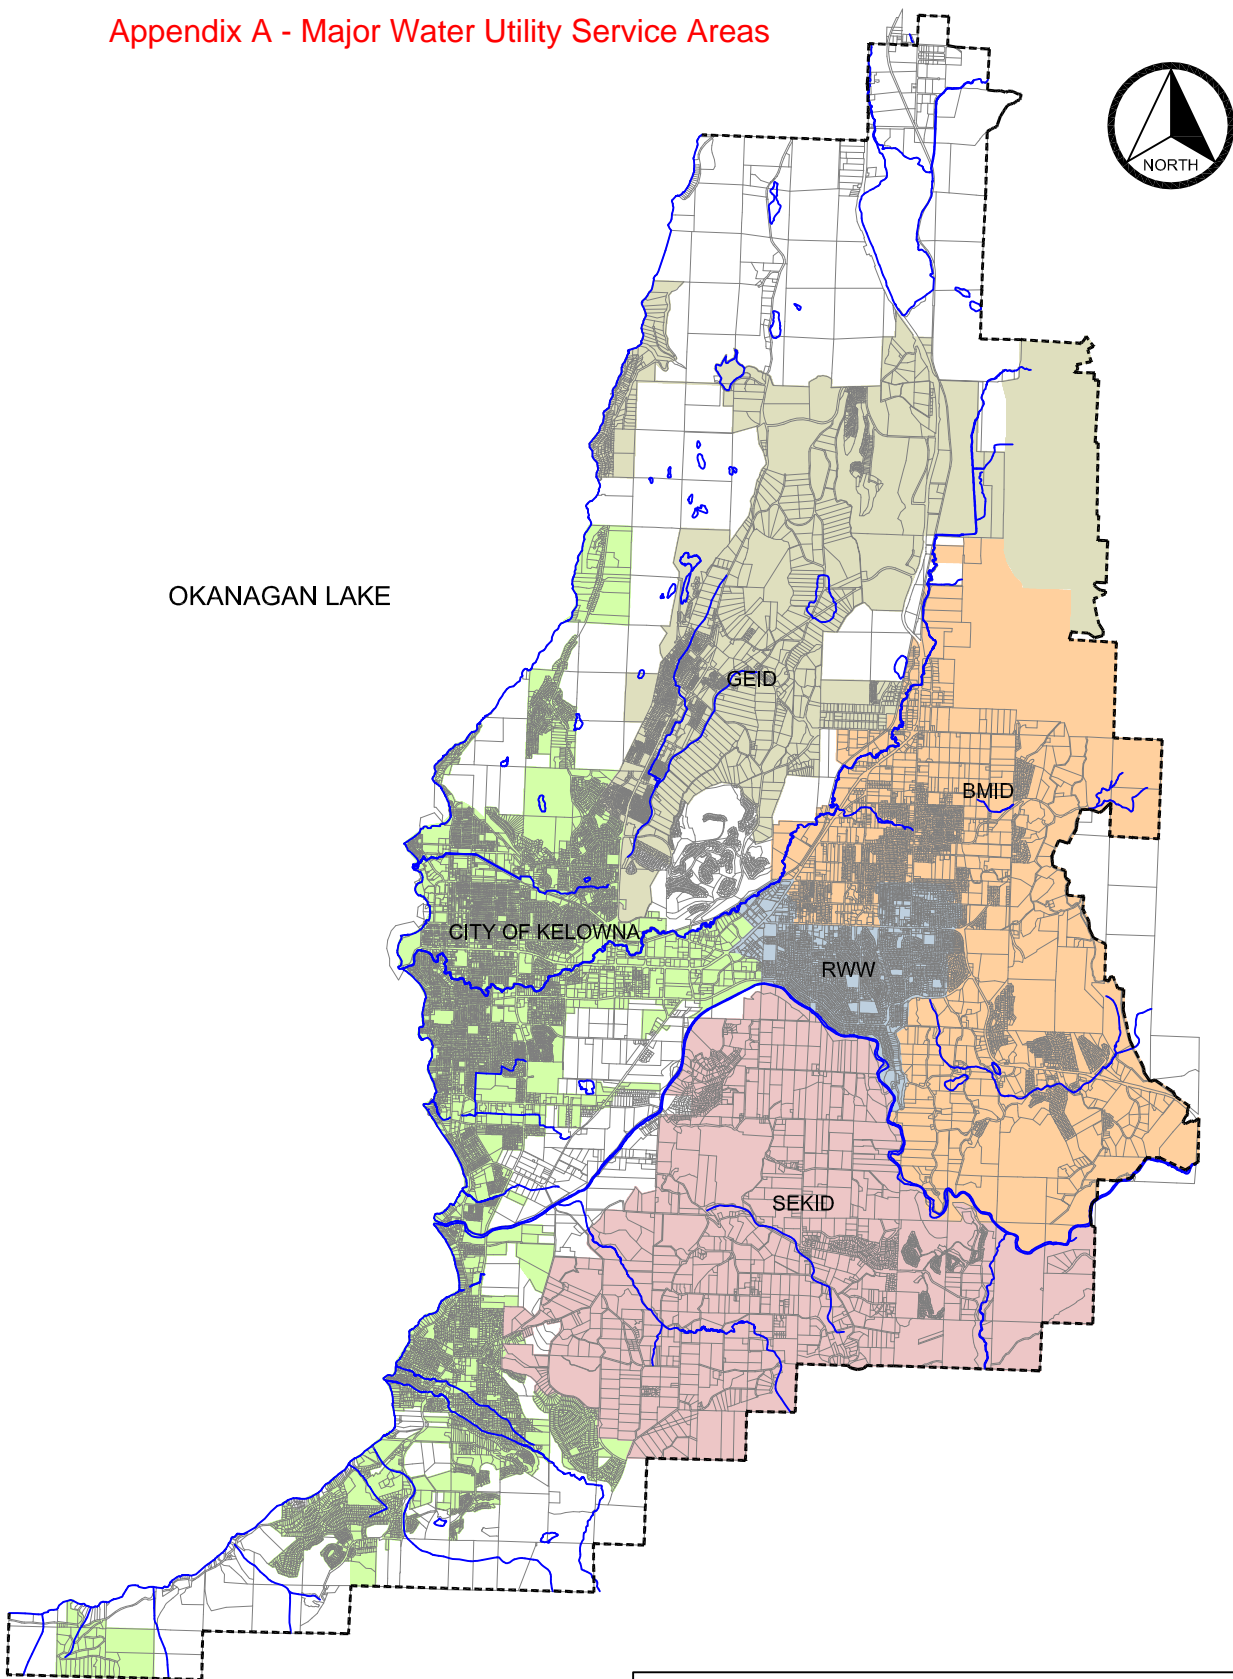 Appendix A - Major Water Utility Service Areas
NORTH
OKANAGAN LAKE
GEID
BMID
CITY OF KELOWNA
RWW
SEKID